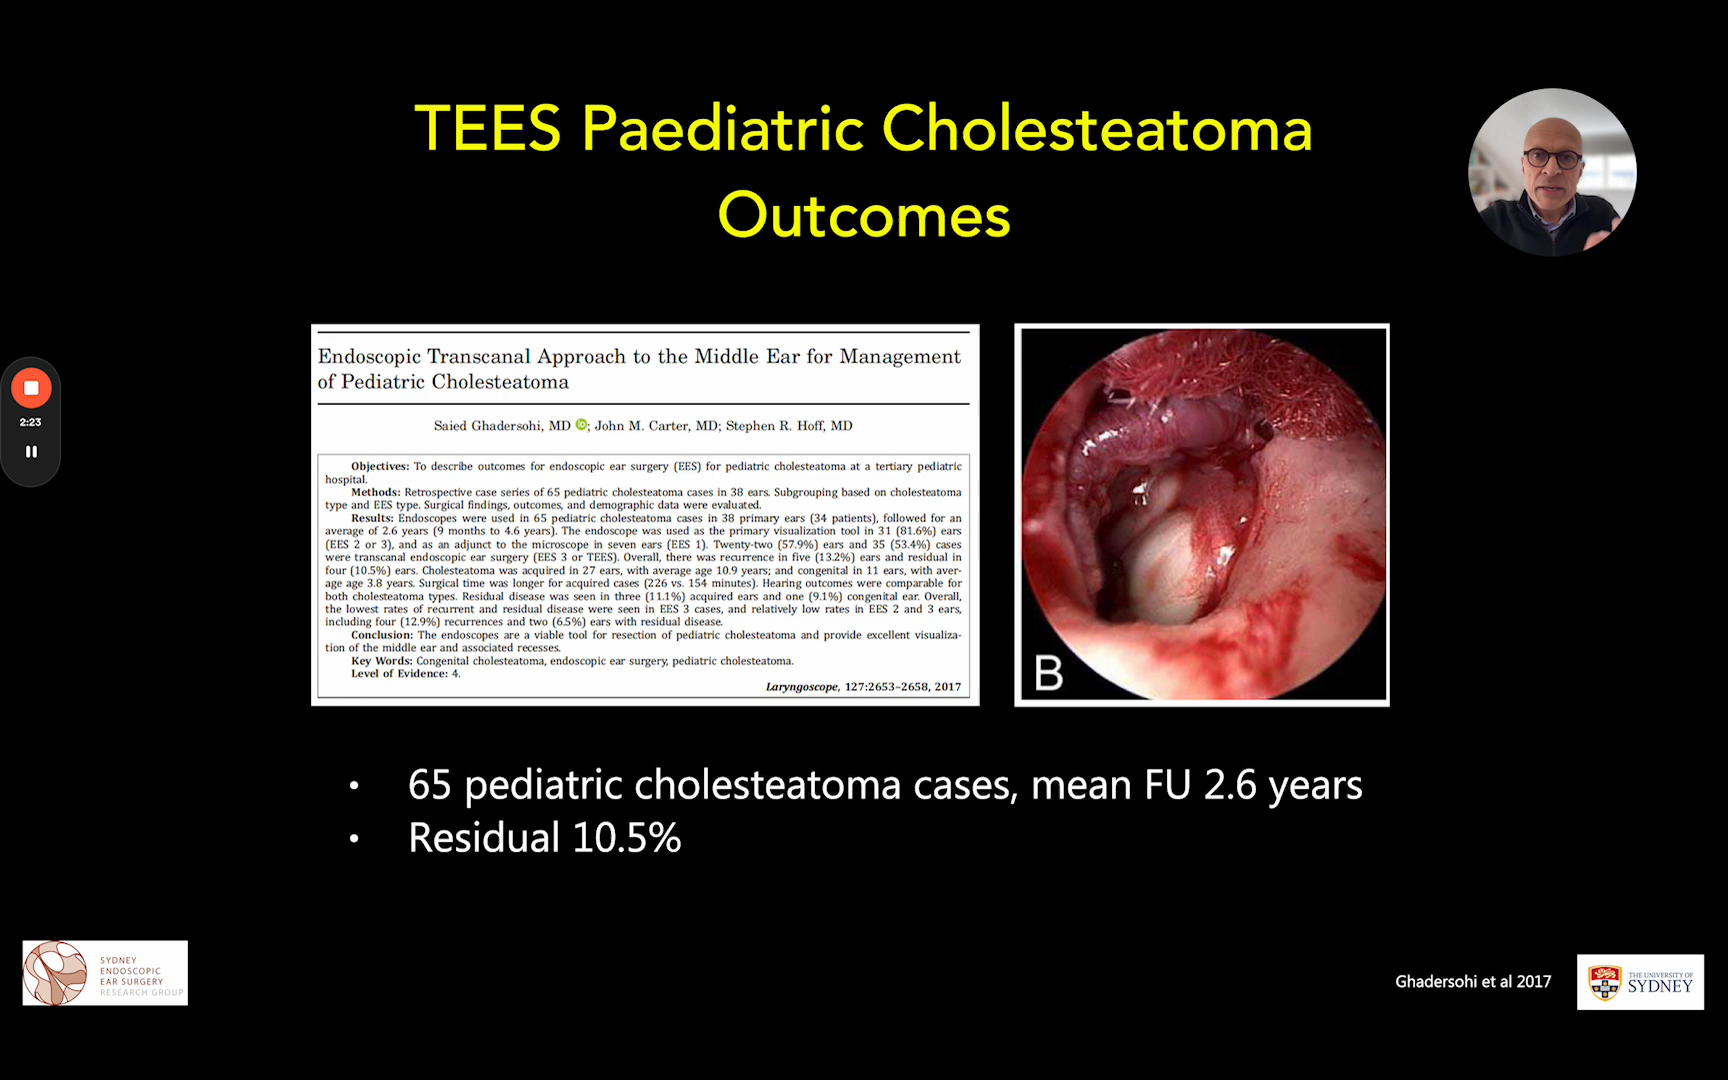 TEES Paediatric Cholesteatoma
Outcomes
2:23
Endoscopic Transcanal Approach to the Middle Ear for Management
of Pediatric Cholesteatoma
Saied Ghadersohi, MD iD; John M. Carter, MD; Stephen R. Hoff, MD
Objectives: To describe outcomes for endoscopic ear surgery (EES) for pediatric cholesteatoma at a tertiary pediatric
hospital.
Methods: Retrospective case series of 65 pediatric cholesteatoma cases in 38 ears. Subgrouping based on cholesteatoma
type and EES type. Surgical findings, outcomes, and demographic data were evaluated.
Results: Endoscopes were used in 65 pediatric cholesteatoma cases in 38 primary ears (34 patients), followed for an
average of 2.6 years (9 months to 4.6 years). The endoscope was used as the primary visualization tool in 31 (81.6%) ears
(EES 2 or 3), and as an adjunct to the microscope in seven ears (EES 1). Twenty-two (57.9%) ears and 35 (53.4%) cases
were transcanal endoscopic ear surgery (EES 3 or TEES). Overall, there was recurrence in five (13.2%) ears and residual in
four (10.5%) ears. Cholesteatoma was acquired in 27 ears, with average age 10.9 years; and congenital in 11 ears, with aver-
age age 3.8 years. Surgical time was longer for acquired cases (226 vs. 154 minutes). Hearing outcomes were comparable for
both cholesteatoma types. Residual disease was seen in three (11.1%) acquired ears and one (9.1%) congenital ear. Overall,
the lowest rates of recurrent and residual disease were seen in EES 3 cases, and relatively low rates in EES 2 and 3 ears,
including four (12.9%) recurrences and two (6.5%) ears with residual disease.
Conclusion: The endoscopes are a viable tool for resection of pediatric cholesteatoma and provide excellent visualiza-
tion of the middle ear and associated recesses.
Key Words: Congenital cholesteatoma, endoscopic ear surgery, pediatric cholesteatoma.
Level of Evidence: 4.
Laryngoscope, 127:2653–2658, 2017
B
• 65 pediatric cholesteatoma cases, mean FU 2.6 years
• Residual 10.5%
SYDNEY
ENDOSCOPIC
EAR SURGERY
RESEARCH GROUP
Ghadersohi et al 2017
THE UNIVERSITY OF
SYDNEY